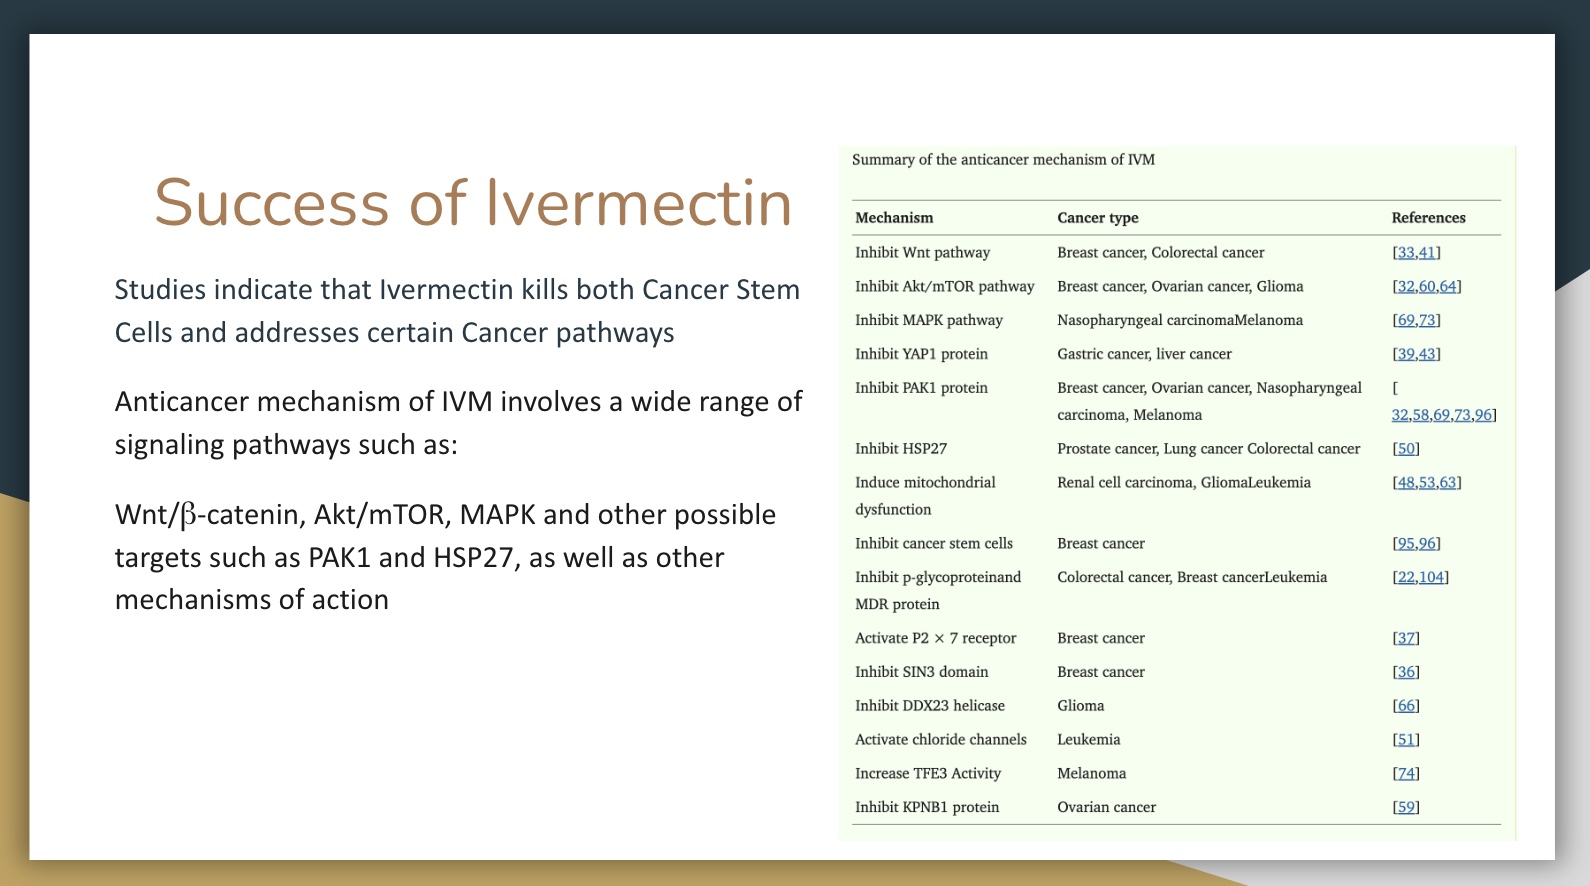 Success of Ivermectin
Studies indicate that Ivermectin kills both Cancer Stem
Cells and addresses certain Cancer pathways
Anticancer mechanism of IVM involves a wide range of
signaling pathways such as:
Wnt/β-catenin, Akt/mTOR, MAPK and other possible
targets such as PAK1 and HSP27, as well as other
mechanisms of action
Summary of the anticancer mechanism of IVM
Mechanism Cancer type References
Inhibit Wnt pathway Breast cancer, Colorectal cancer [33,41]
Inhibit Akt/mTOR pathway Breast cancer, Ovarian cancer, Glioma [32,60,64]
Inhibit MAPK pathway Nasopharyngeal carcinomaMelanoma [69,73]
Inhibit YAP1 protein Gastric cancer, liver cancer [39,43]
Inhibit PAK1 protein Breast cancer, Ovarian cancer, Nasopharyngeal [
carcinoma, Melanoma 32,58,69,73,96]
Inhibit HSP27 Prostate cancer, Lung cancer Colorectal cancer [50]
Induce mitochondrial Renal cell carcinoma, GliomaLeukemia [48,53,63]
dysfunction
Inhibit cancer stem cells Breast cancer [95,96]
Inhibit p-glycoproteinand Colorectal cancer, Breast cancerLeukemia [22,104]
MDR protein
Activate P2 × 7 receptor Breast cancer [37]
Inhibit SIN3 domain Breast cancer [36]
Inhibit DDX23 helicase Glioma [66]
Activate chloride channels Leukemia [51]
Increase TFE3 Activity Melanoma [74]
Inhibit KPNB1 protein Ovarian cancer [59]